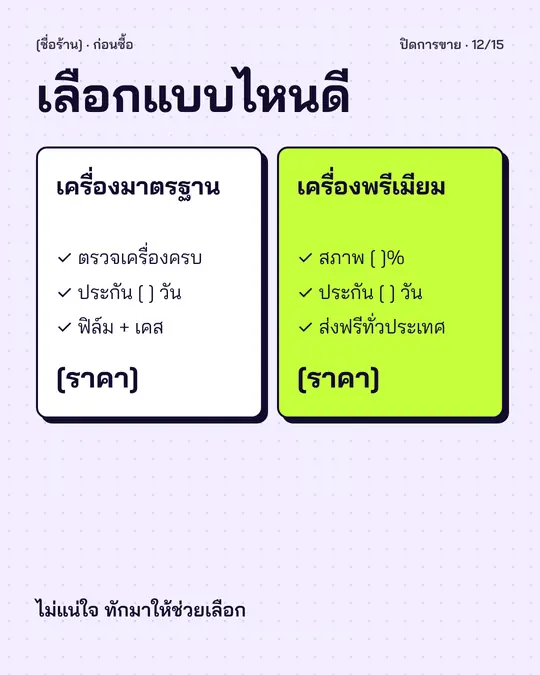 [ชื่อร้าน] · ก่อนซื้อ
ปิดการขาย · 12/15
เลือกแบบไหนดี
เครื่องมาตรฐาน
✓ ตรวจเครื่องครบ
✓ ประกัน [ ] วัน
✓ ฟิล์ม + เคส
[ราคา]
เครื่องพรีเมียม
✓ สภาพ [ ]%
✓ ประกัน [ ] วัน
✓ ส่งฟรีทั่วประเทศ
[ราคา]
ไม่แน่ใจ ทักมาให้ช่วยเลือก